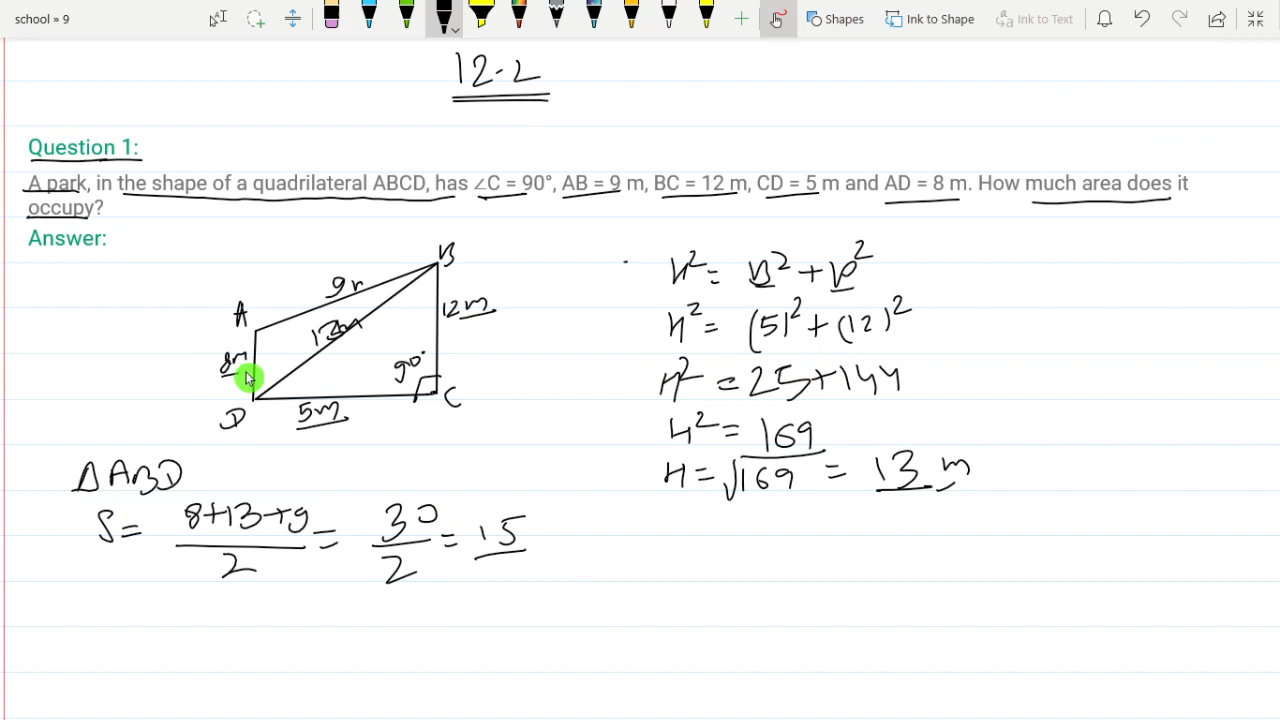 school » 9
Shapes
Ink to Shape
Ink to Text
12.2
Question 1:
A park, in the shape of a quadrilateral ABCD, has ∠C = 90°, AB = 9 m, BC = 12 m, CD = 5 m and AD = 8 m. How much area does it
occupy?
Answer:
B
9m
A
12m
13m
8m
90°
D
5m
C
H² = B² + P²
H² = (5)² + (12)²
H² = 25+144
H² = 169
H = √169 = 13 m
Δ ABD
S = 8+13+9/2 = 30/2 = 15